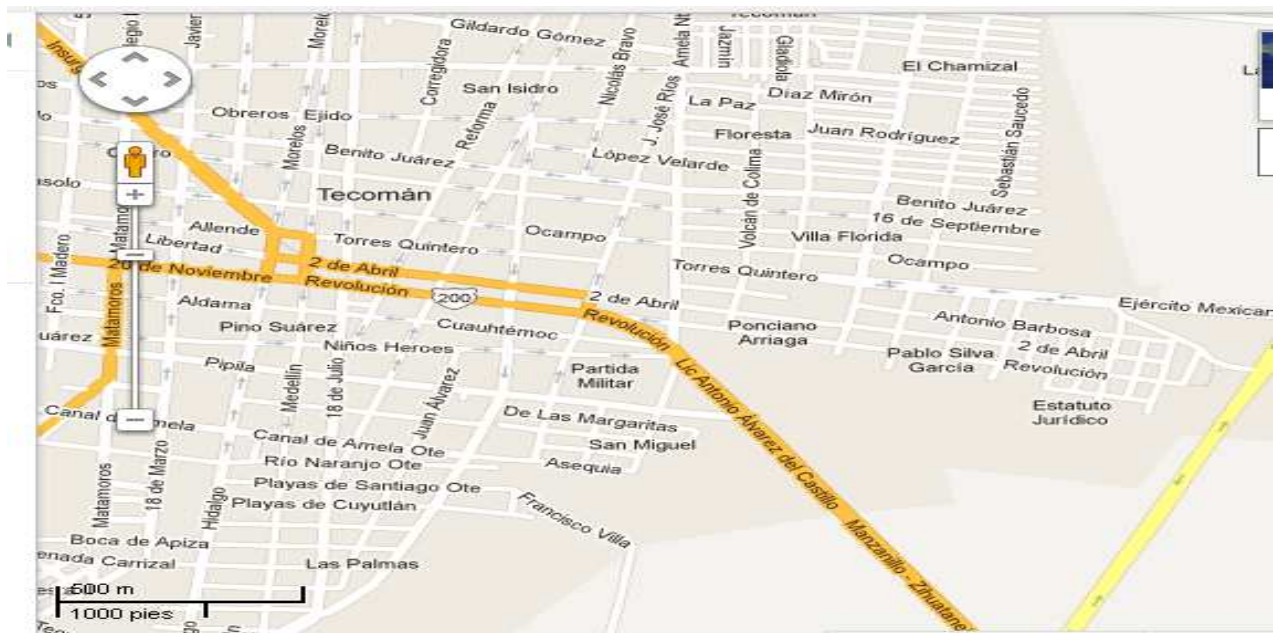 Tecomán
Gildardo Gómez
Javier
Morelos
Corregidora
Nicolás Bravo
Jazmín
Gladiola
El Chamizal
San Isidro
Reforma
J. José Ríos
La Paz
Díaz Mirón
Obreros Ejido
Floresta
Juan Rodríguez
Sebastián Saucedo
Morelos
Benito Juárez
López Velarde
Volcán de Colima
Tecomán
Benito Juárez
16 de Septiembre
Allende
Ocampo
Villa Florida
Libertad
Torres Quintero
Ocampo
Fco. I Madero
20 de Noviembre
2 de Abril
Torres Quintero
Revolución
200
2 de Abril
Ejército Mexican
Aldama
Revolución
Antonio Barbosa
Matamoros
Pino Suárez
Cuauhtémoc
Ponciano
Arriaga
2 de Abril
Niños Heroes
Pablo Silva
García
Revolución
Pipila
Partida
Militar
Lic Antonio Álvarez del Castillo
Medellín
18 de Julio
Juan Álvarez
Estatuto
Jurídico
De Las Margaritas
Canal de Amela Ote
San Miguel
Río Naranjo Ote
Asequia
Matamoros
18 de Marzo
Hidalgo
Playas de Santiago Ote
Playas de Cuyutlán
Francisco Villa
Manzanillo - Zihuatane
Boca de Apiza
enada Carrizal
Las Palmas
500 m
1000 pies